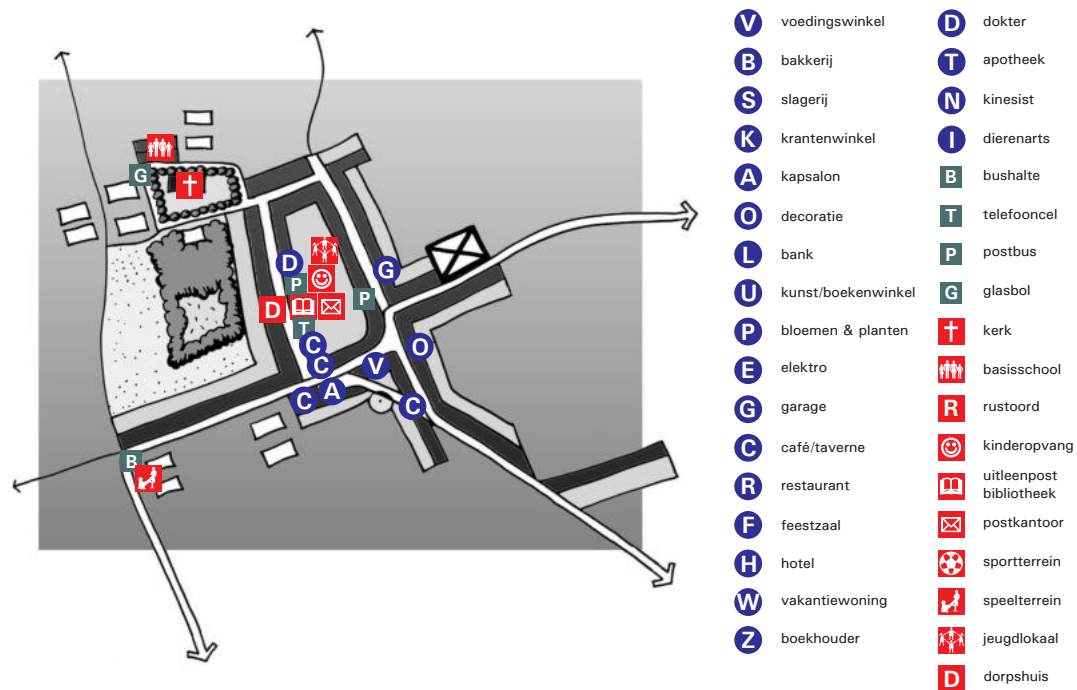 G
D
P
G
P
D
T
C
C
V
O
C
A
C
B
V voedingswinkel
B bakkerij
S slagerij
K krantenwinkel
A kapsalon
O decoratie
L bank
U kunst/boekenwinkel
P bloemen & planten
E elektro
G garage
C café/taverne
R restaurant
F feestzaal
H hotel
W vakantiewoning
Z boekhouder
D dokter
T apotheek
N kinesist
I dierenarts
B bushalte
T telefooncel
P postbus
G glasbol
kerk
basisschool
R rustoord
kinderopvang
uitleenpost
bibliotheek
postkantoor
sportterrein
speelterrein
jeugdlokaal
D dorpshuis